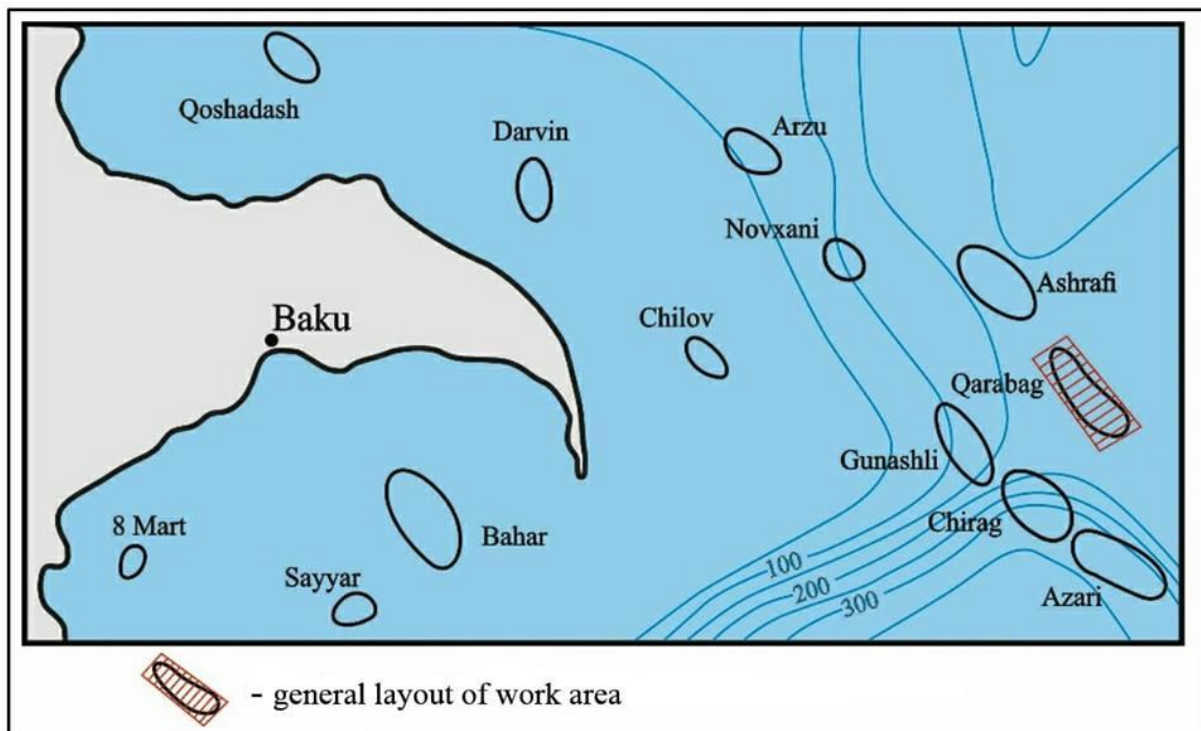 Qoshadash
Darvin
Arzu
Novxani
Ashrafi
Baku
Chilov
Qarabag
Gunashli
Chirag
8 Mart
Bahar
Sayyar
Azari
100
200
300
- general layout of work area